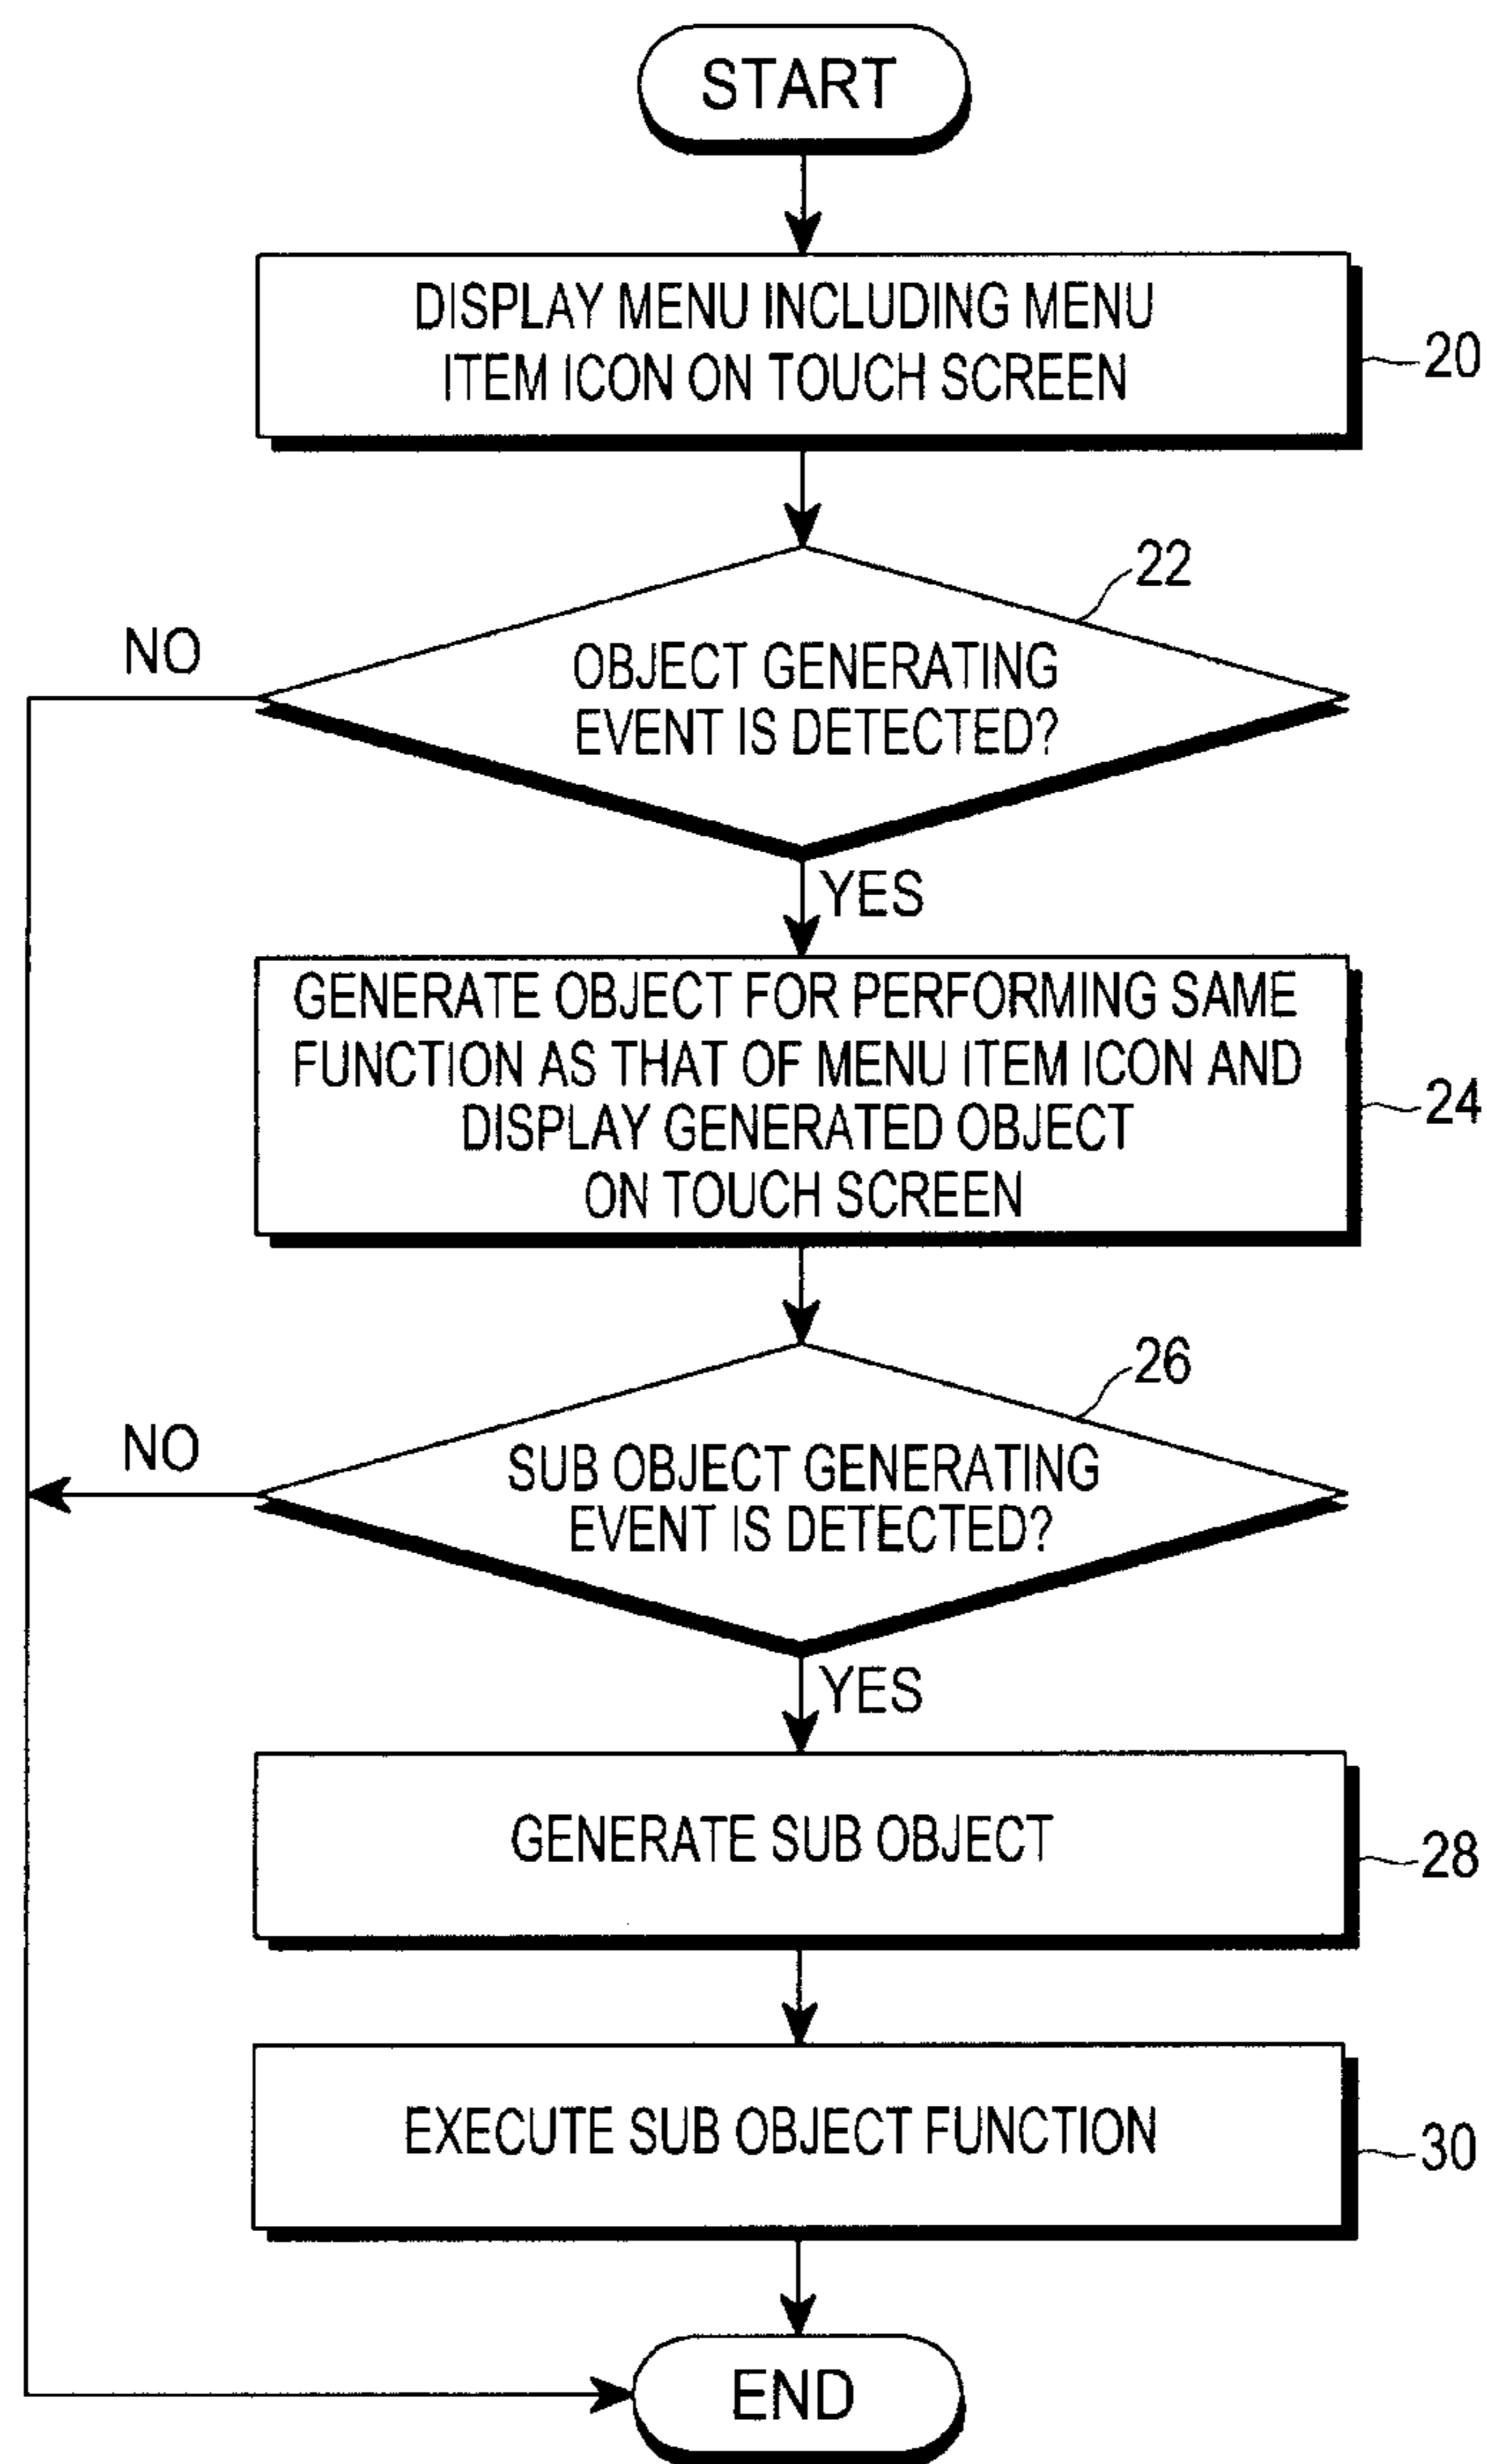 START
DISPLAY MENU INCLUDING MENU
ITEM ICON ON TOUCH SCREEN
20
22
NO
OBJECT GENERATING
EVENT IS DETECTED?
YES
GENERATE OBJECT FOR PERFORMING SAME
FUNCTION AS THAT OF MENU ITEM ICON AND
DISPLAY GENERATED OBJECT
ON TOUCH SCREEN
24
26
NO
SUB OBJECT GENERATING
EVENT IS DETECTED?
YES
GENERATE SUB OBJECT
28
EXECUTE SUB OBJECT FUNCTION
30
END